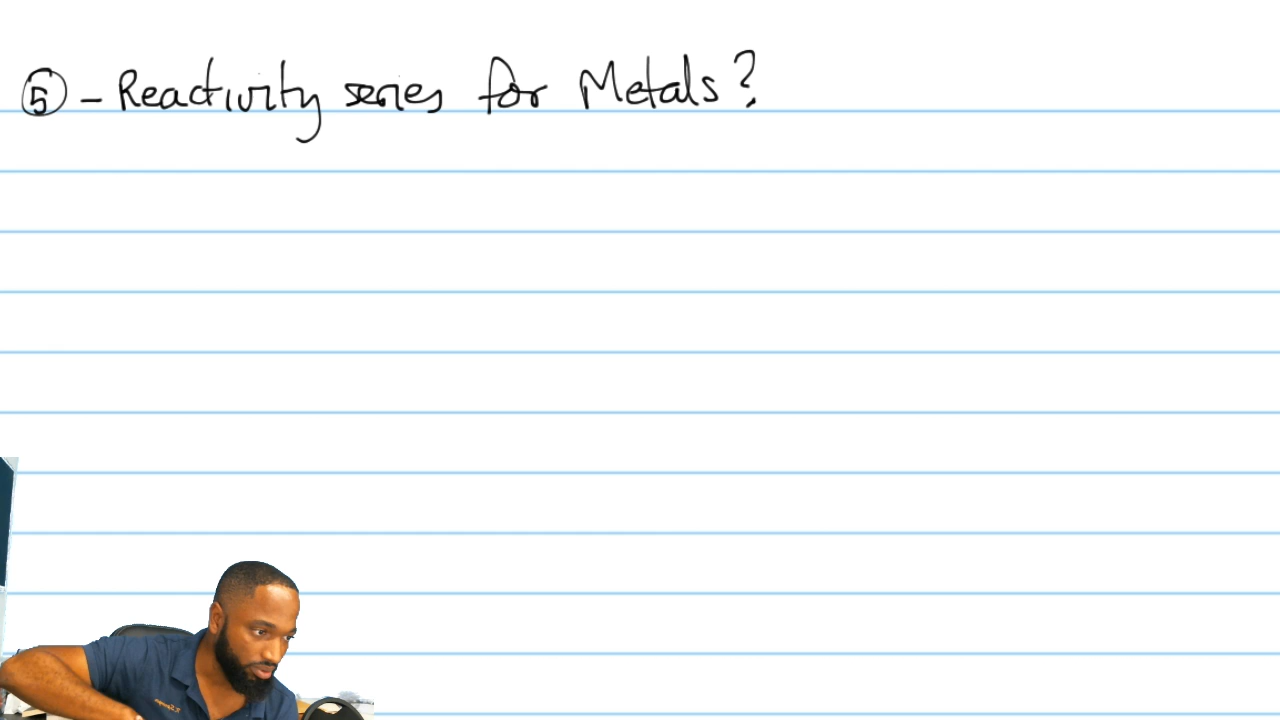 ⑤ - Reactivity series for Metals?